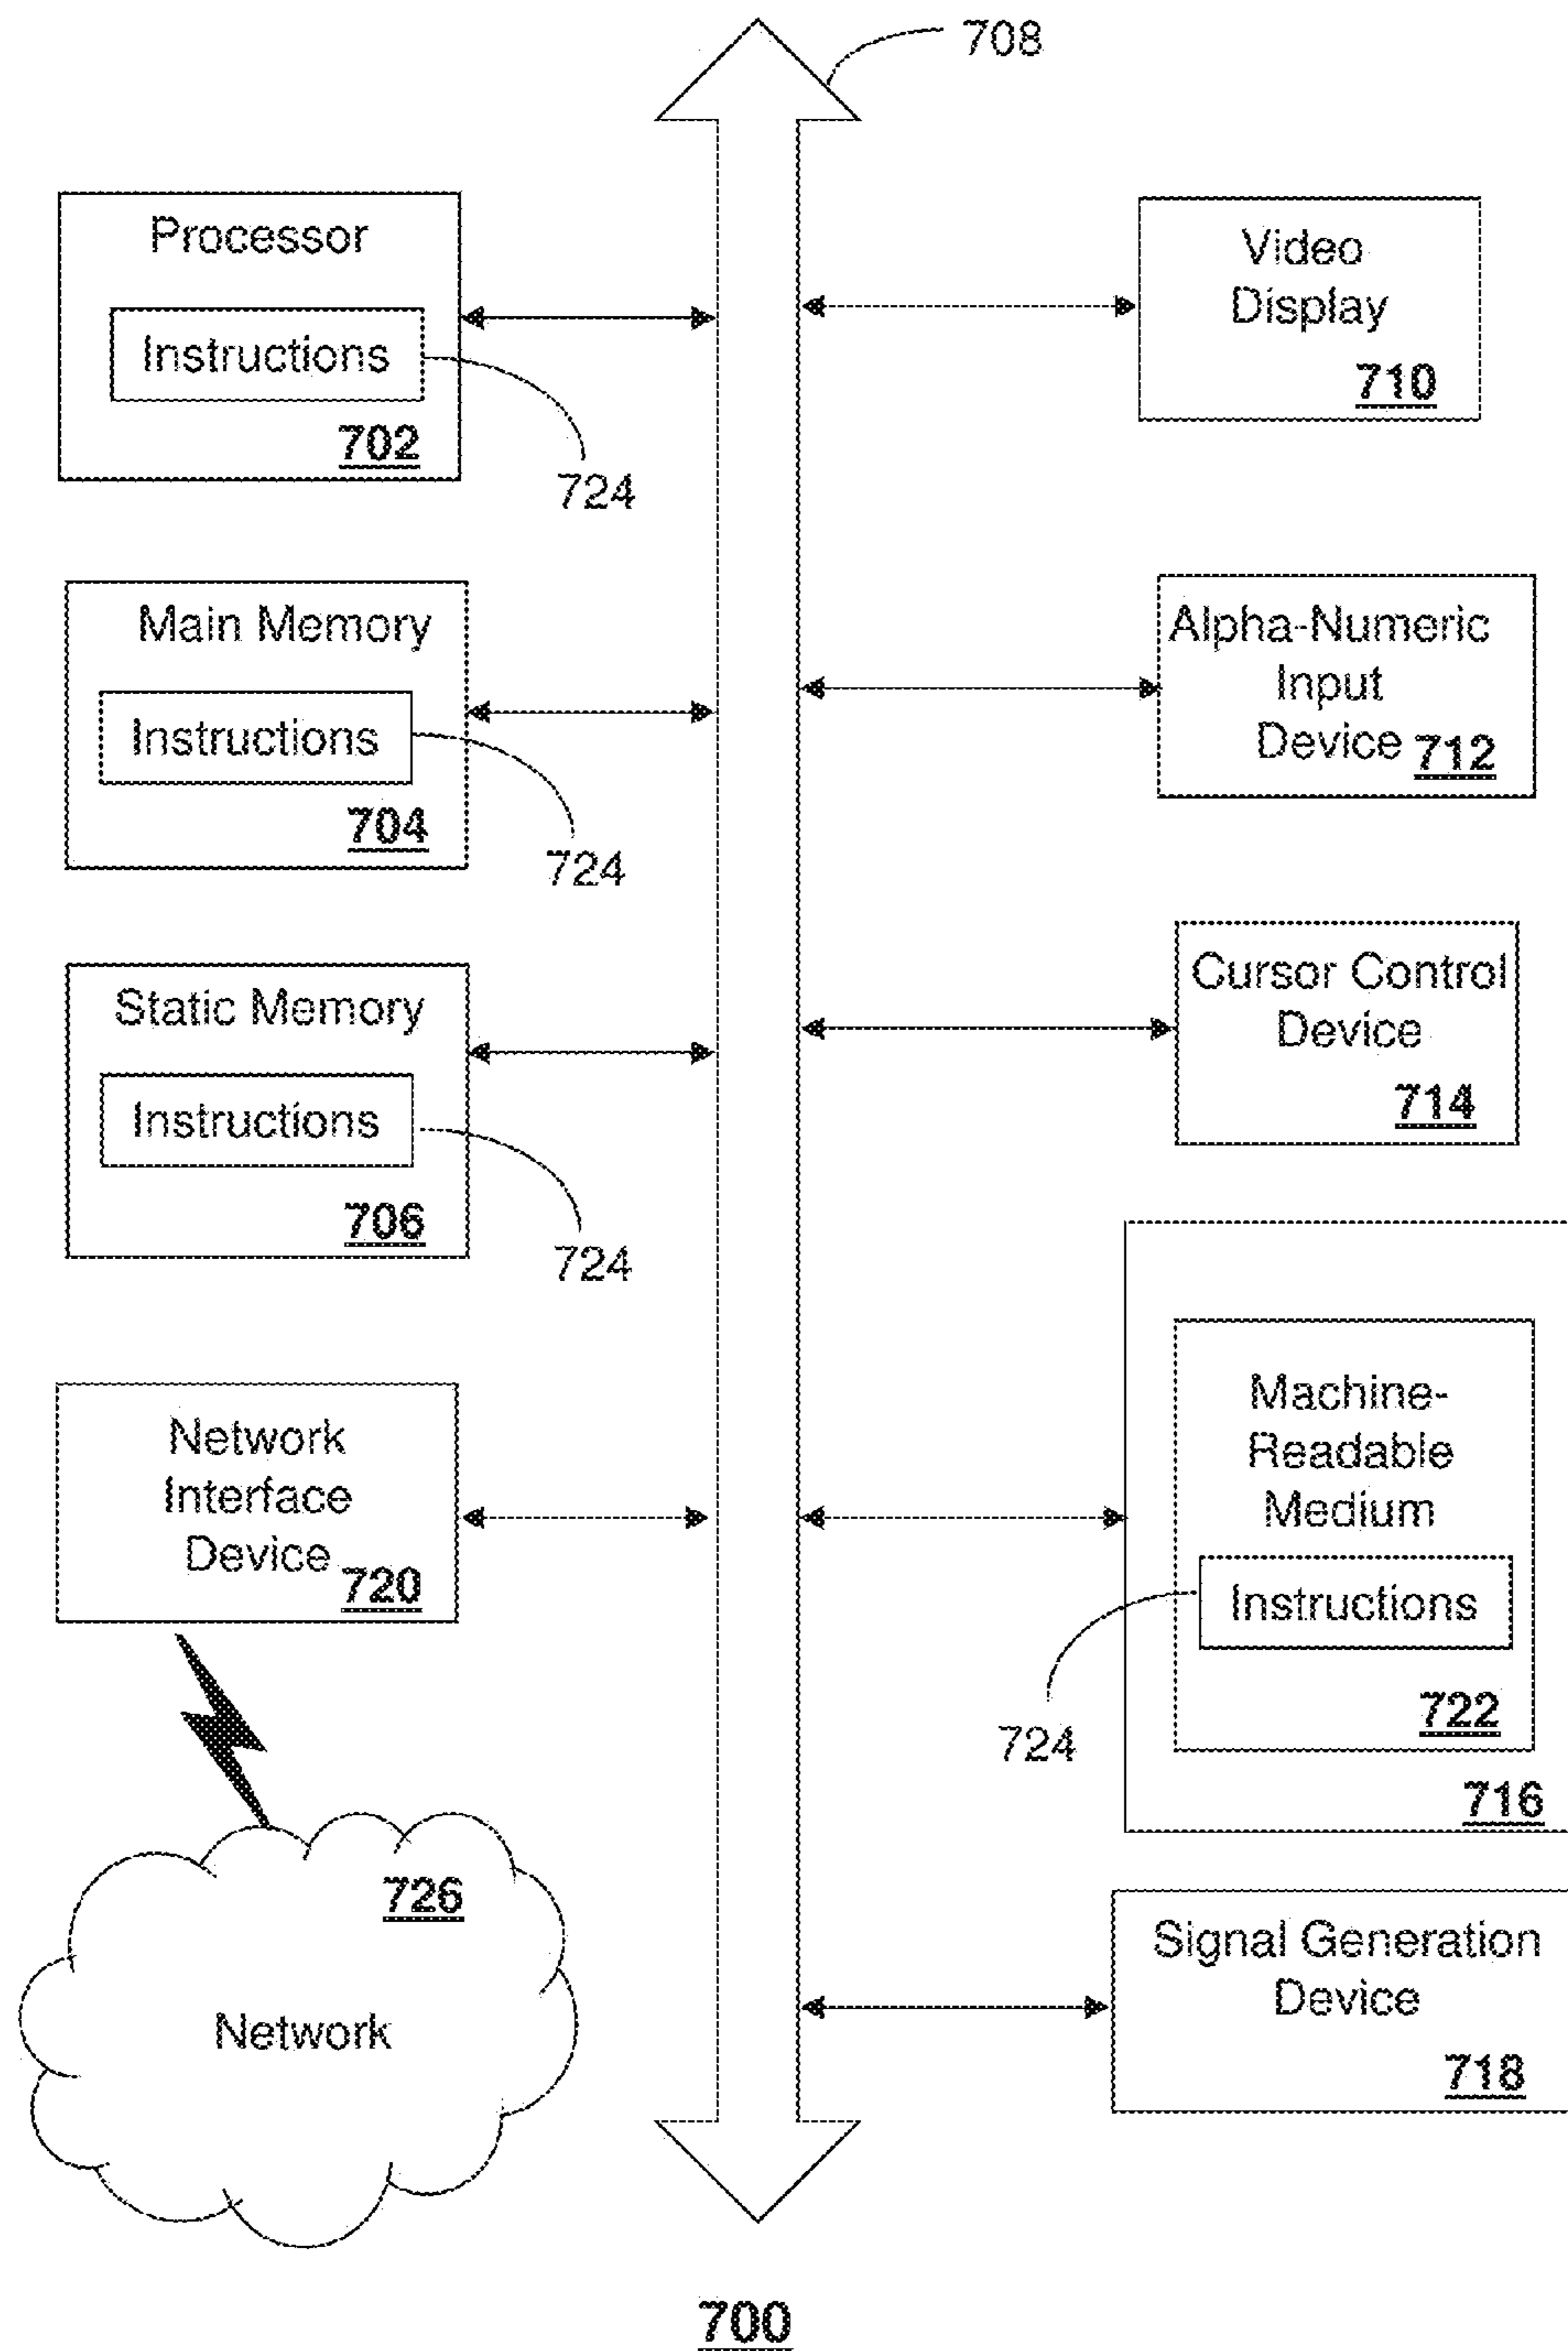 708
Processor
Instructions
702
724
Video
Display
710
Main Memory
Instructions
704
724
Alpha-Numeric
Input
Device 712
Static Memory
Instructions
706
724
Cursor Control
Device
714
Network
Interface
Device 720
Machine-
Readable
Medium
Instructions
722
724
716
726
Network
Signal Generation
Device
718
700